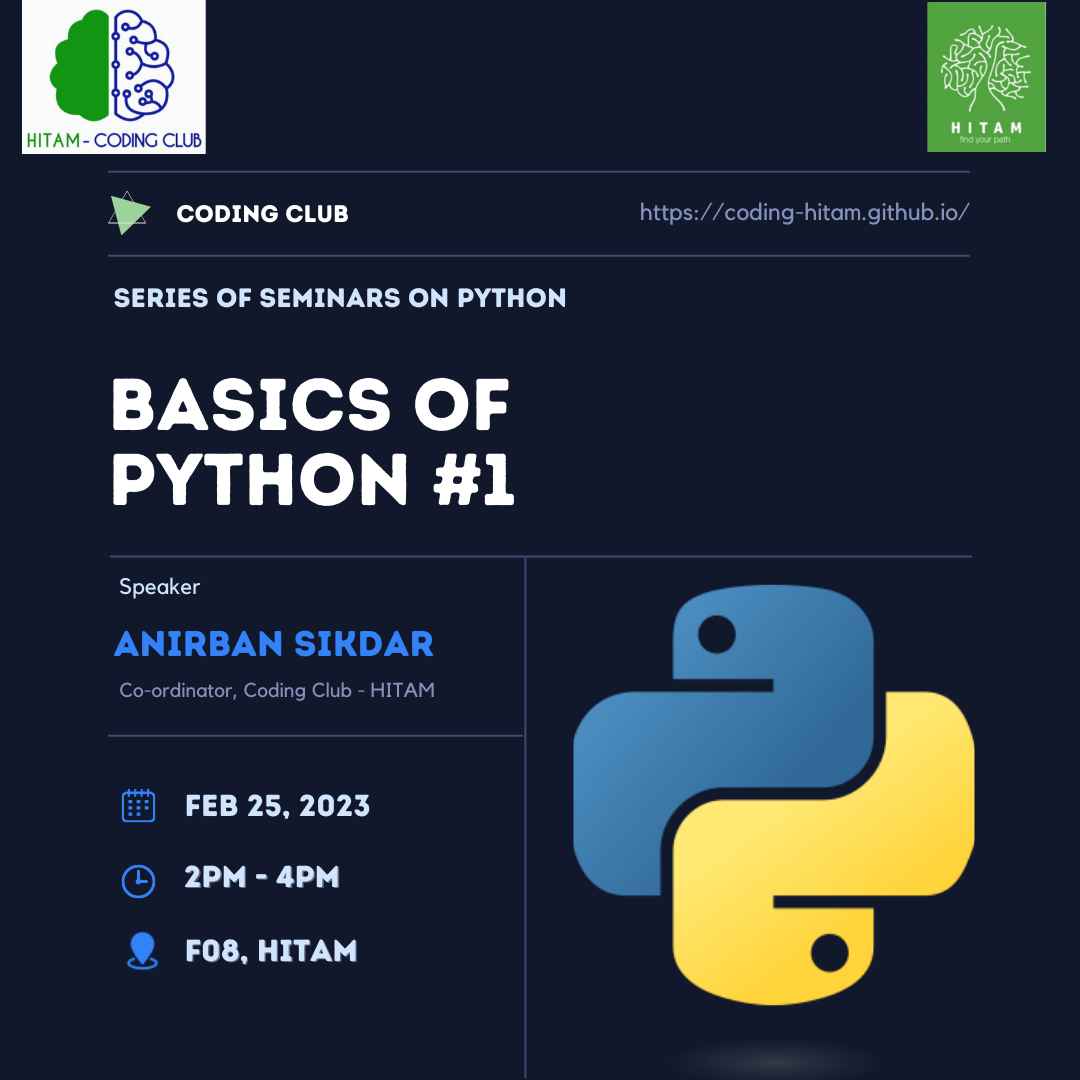 HITAM - CODING CLUB
HITAM
find your path
CODING CLUB
https://coding-hitam.github.io/
SERIES OF SEMINARS ON PYTHON
BASICS OF
PYTHON #1
Speaker
ANIRBAN SIKDAR
Co-ordinator, Coding Club - HITAM
FEB 25, 2023
2PM - 4PM
F08, HITAM